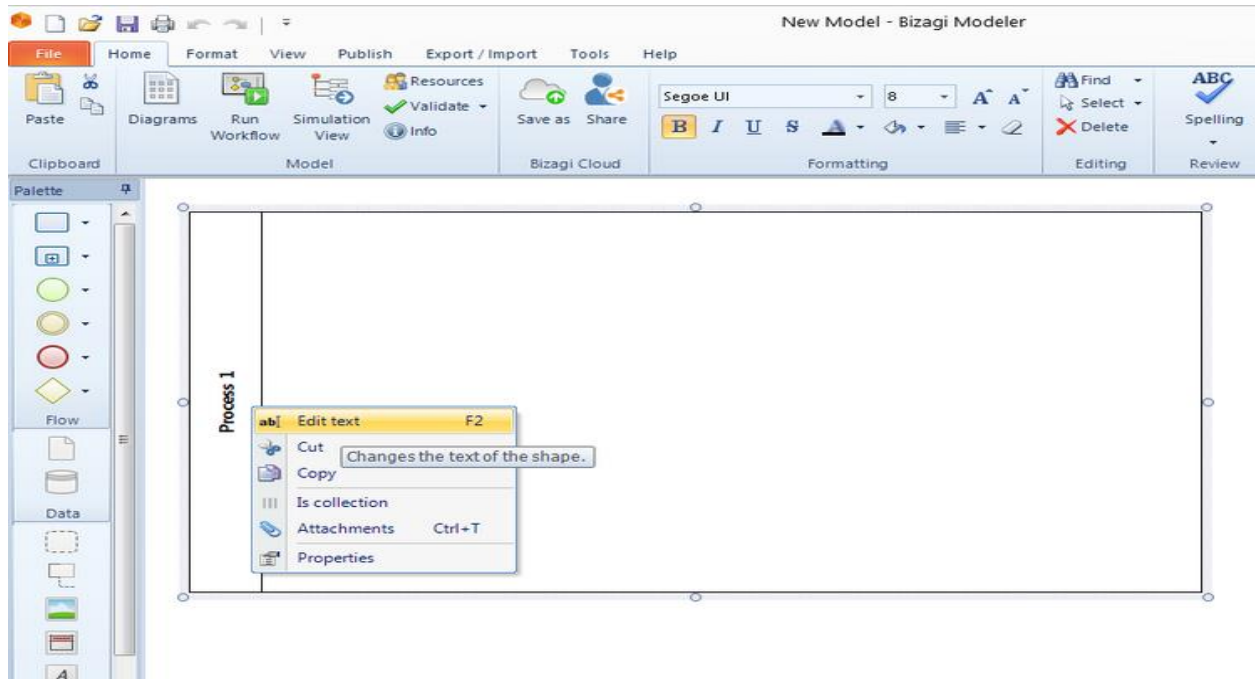 New Model - Bizagi Modeler
File Home Format View Publish Export / Import Tools Help
Paste
Clipboard
Diagrams
Run Workflow
Simulation View
Resources
Validate
Info
Model
Save as
Share
Bizagi Cloud
Segoe UI 8 A A
B I U S A
Formatting
Find
Select
Delete
Editing
ABC
Spelling
Review
Palette
Flow
Data
A
Process 1
ab Edit text F2
Cut
Changes the text of the shape.
Copy
Is collection
Attachments Ctrl+T
Properties